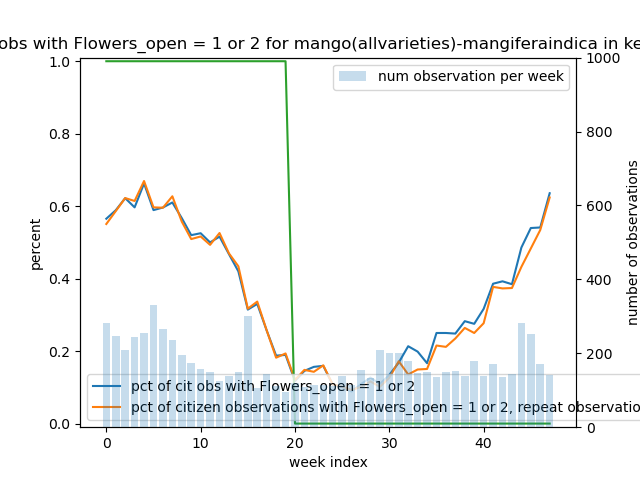 obs with Flowers_open = 1 or 2 for mango(allvarieties)-mangiferaindica in ke
1.0
0.8
0.6
0.4
0.2
0.0
percent
1000
800
600
400
200
0
number of observations
num observation per week
pct of cit obs with Flowers_open = 1 or 2
pct of citizen observations with Flowers_open = 1 or 2, repeat observatio
0
10
20
30
40
week index